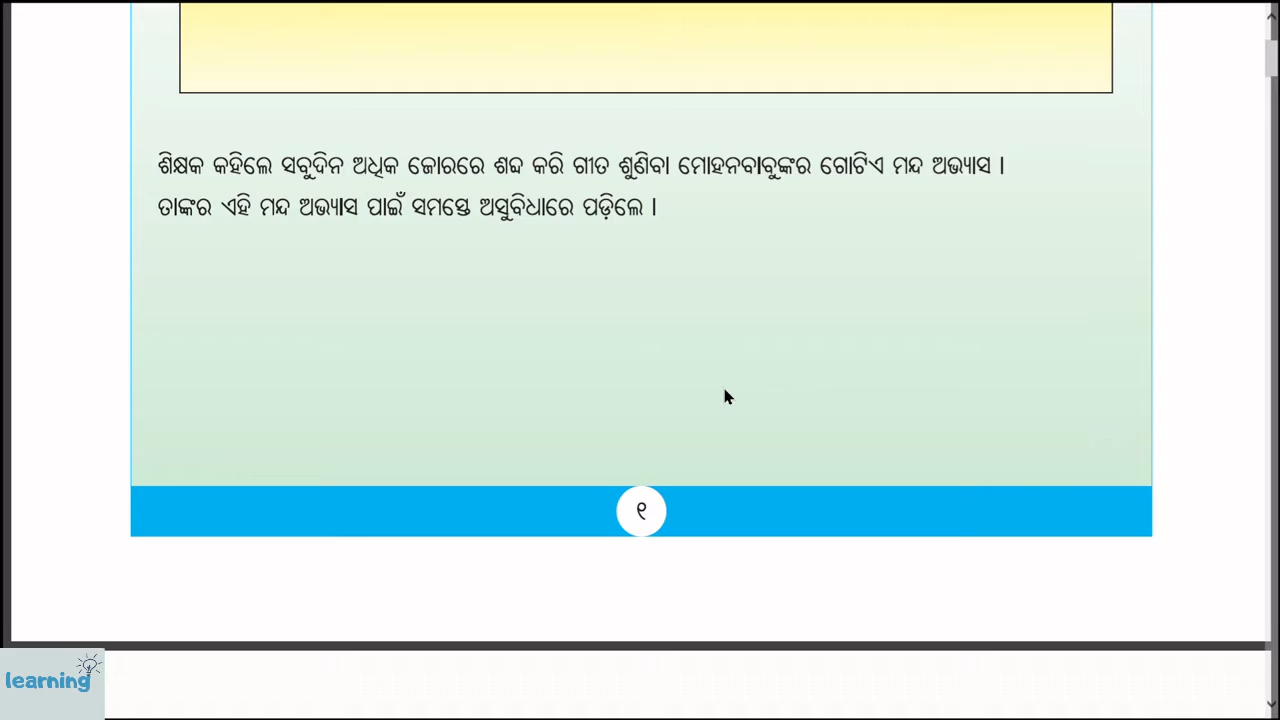 ଶିକ୍ଷକ କହିଲେ ସବୁଦିନ ଅଧିକ ଜୋରରେ ଶବ୍ଦ କରି ଗୀତ ଶୁଣିବା ମୋହନବାବୁଙ୍କର ଗୋଟିଏ ମନ୍ଦ ଅଭ୍ୟାସ ।
ତାଙ୍କର ଏହି ମନ୍ଦ ଅଭ୍ୟାସ ପାଇଁ ସମସ୍ତେ ଅସୁବିଧାରେ ପଡ଼ିଲେ ।
୧
learning